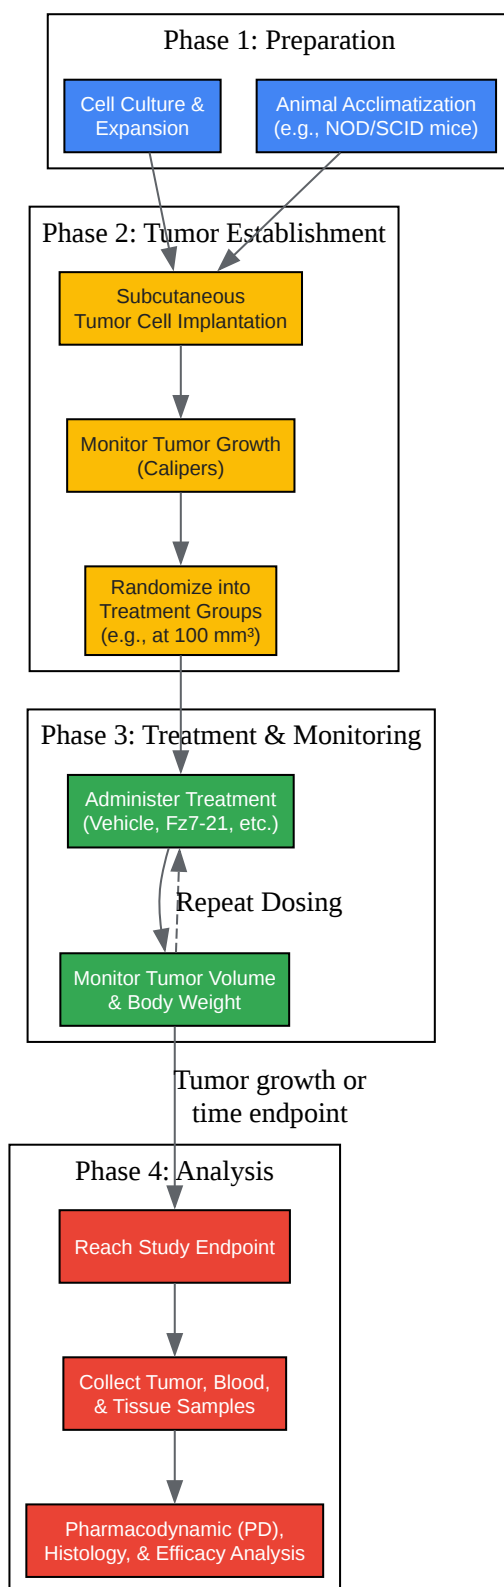 Phase 1: Preparation
Cell Culture &
Expansion
Animal Acclimatization
(e.g., NOD/SCID mice)
Phase 2: Tumor Establishment
Subcutaneous
Tumor Cell Implantation
Monitor Tumor Growth
(Calipers)
Randomize into
Treatment Groups
(e.g., at 100 mm³)
Phase 3: Treatment & Monitoring
Administer Treatment
(Vehicle, Fz7-21, etc.)
Repeat Dosing
Monitor Tumor Volume
& Body Weight
Tumor growth or
time endpoint
Phase 4: Analysis
Reach Study Endpoint
Collect Tumor, Blood,
& Tissue Samples
Pharmacodynamic (PD),
Histology, & Efficacy Analysis